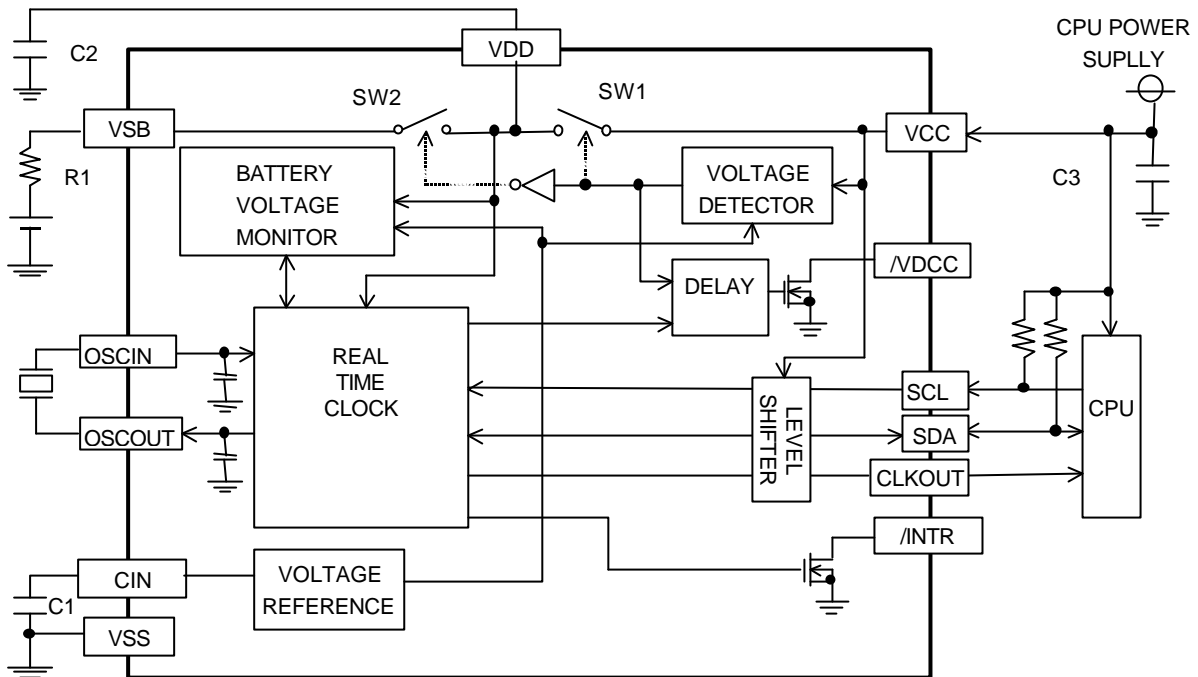 CPU POWER
SUPLLY
C2
VDD
SW2
SW1
VSB
VCC
R1
BATTERY
VOLTAGE
MONITOR
VOLTAGE
DETECTOR
C3
/VDCC
DELAY
OSCIN
REAL
TIME
CLOCK
LEVEL
SHIFTER
SCL
CPU
OSCOUT
SDA
CLKOUT
/INTR
CIN
VOLTAGE
REFERENCE
C1
VSS